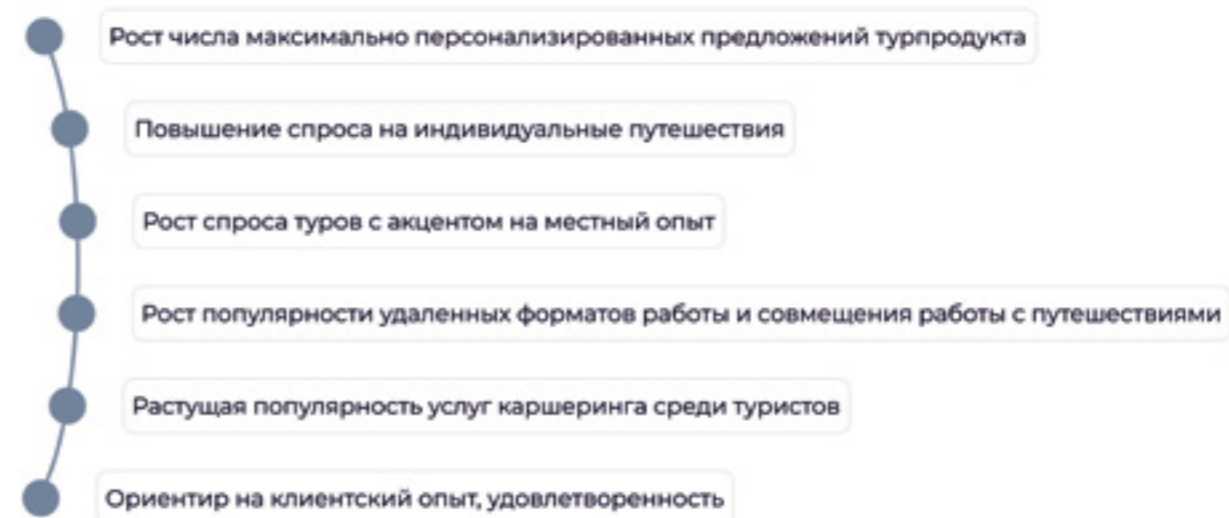 Рост числа максимально персонализированных предложений турпродукта
Повышение спроса на индивидуальные путешествия
Рост спроса туров с акцентом на местный опыт
Рост популярности удаленных форматов работы и совмещения работы с путешествиями
Растущая популярность услуг каршеринга среди туристов
Ориентир на клиентский опыт, удовлетворенность